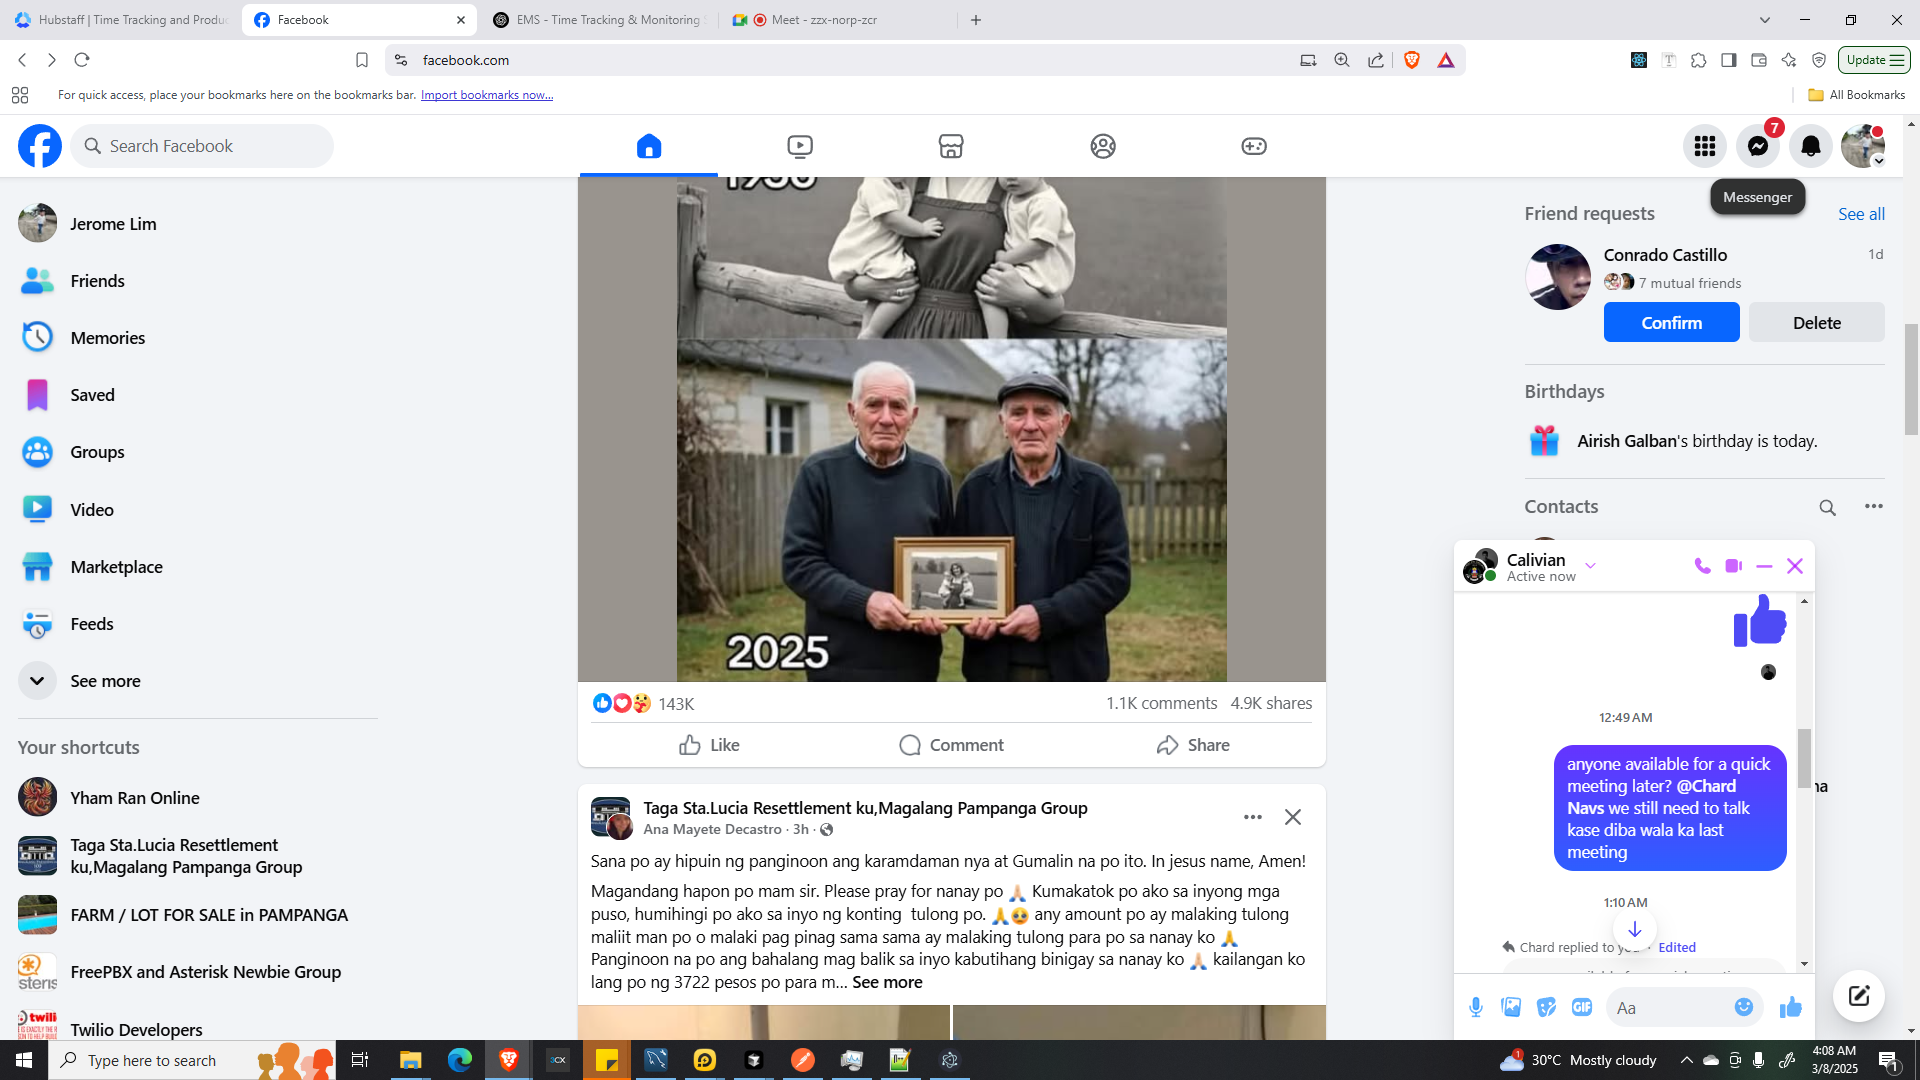 Hubstaff | Time Tracking and Produc
Facebook
EMS - Time Tracking & Monitoring S
Meet - zzx-norp-zcr
facebook.com
Update
For quick access, place your bookmarks here on the bookmarks bar. Import bookmarks now...
All Bookmarks
Search Facebook
7
Messenger
Jerome Lim
Friends
Memories
Saved
Groups
Video
Marketplace
Feeds
See more
Your shortcuts
Yham Ran Online
Taga Sta.Lucia Resettlement
ku,Magalang Pampanga Group
FARM / LOT FOR SALE in PAMPANGA
FreePBX and Asterisk Newbie Group
Twilio Developers
2025
143K
1.1K comments 4.9K shares
Like
Comment
Share
Taga Sta.Lucia Resettlement ku,Magalang Pampanga Group
Ana Mayete Decastro · 3h ·
Sana po ay hipuin ng panginoon ang karamdaman nya at Gumalin na po ito. In jesus name, Amen!
Magandang hapon po mam sir. Please pray for nanay po 🙏🏻 Kumakatok po ako sa inyong mga
puso, humihingi po ako sa inyo ng konting tulong po. 🙏🥹 any amount po ay malaking tulong
maliit man po o malaki pag pinag sama sama ay malaking tulong para po sa nanay ko 🙏
Panginoon na po ang bahalang mag balik sa inyo kabutihang binigay sa nanay ko 🙏🏻 kailangan ko
lang po ng 3722 pesos po para m... See more
Friend requests
See all
Conrado Castillo
1d
7 mutual friends
Confirm
Delete
Birthdays
Airish Galban's birthday is today.
Contacts
Calivian
Active now
12:49 AM
anyone available for a quick
meeting later? @Chard
Navs we still need to talk
kase diba wala ka last
meeting
1:10 AM
Chard replied to you · Edited
GIF
Aa
Type here to search
3CX
1
30°C Mostly cloudy
4:08 AM
3/8/2025
1